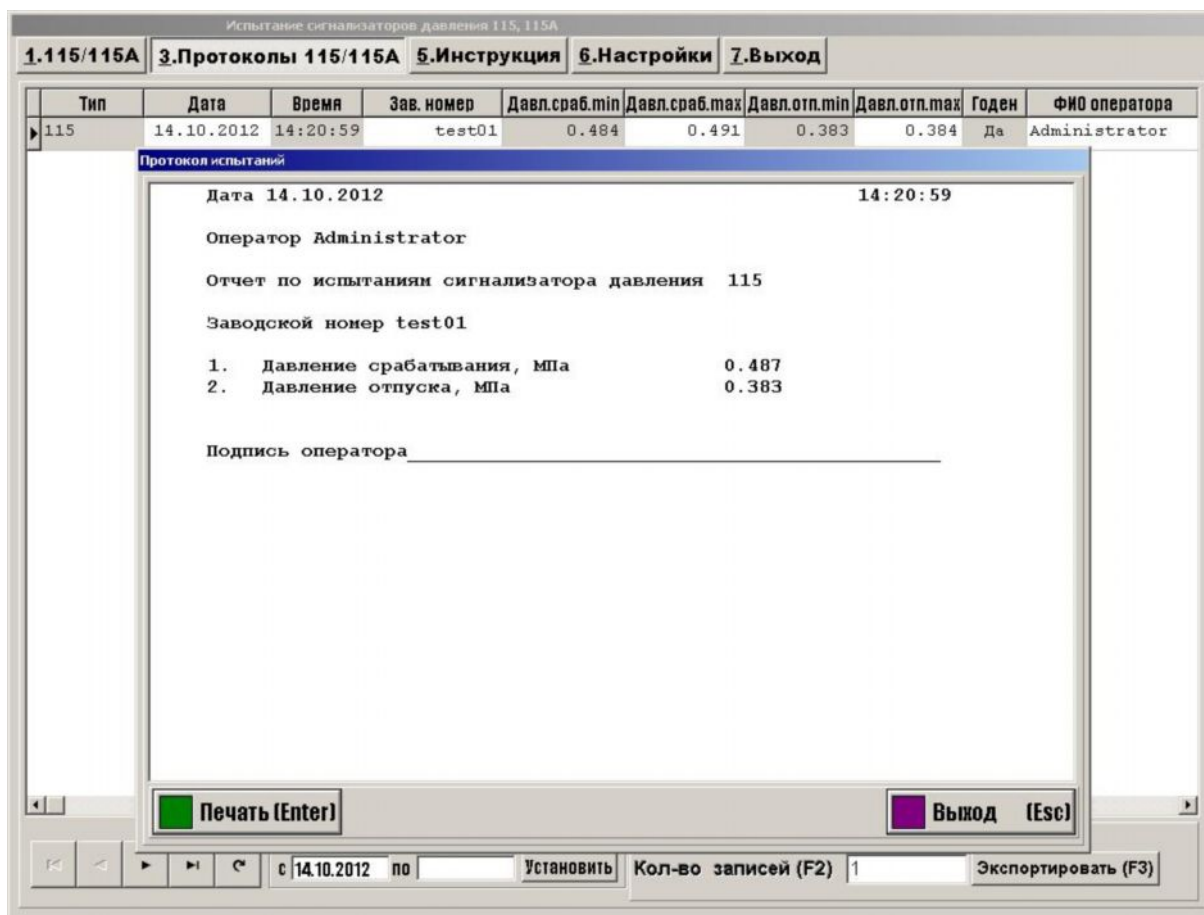 Испытание сигнализаторов давления 115, 115А
1.115/115А 3.Протоколы 115/115А 5.Инструкция 6.Настройки 7.Выход
Тип Дата Время Зав. номер Давл.сраб.min Давл.сраб.max Давл.отп.min Давл.отп.max Годен ФИО оператора
115 14.10.2012 14:20:59 test01 0.484 0.491 0.383 0.384 Да Administrator
Протокол испытаний
Дата 14.10.2012 14:20:59
Оператор Administrator
Отчет по испытаниям сигнализатора давления 115
Заводской номер test01
1. Давление срабатывания, МПа 0.487
2. Давление отпуска, МПа 0.383
Подпись оператора
Печать (Enter) Выход (Esc)
с 14.10.2012 по Установить Кол-во записей (F2) 1 Экспортировать (F3)